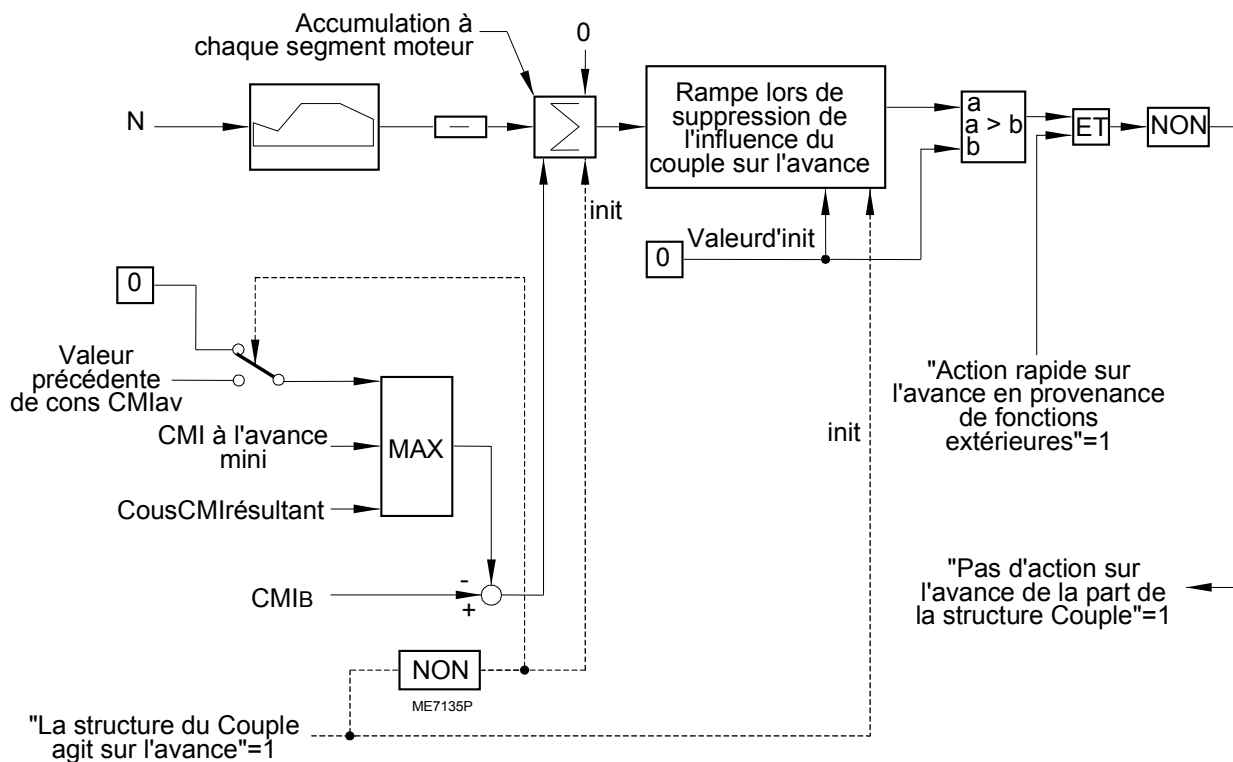 Accumulation à
chaque segment moteur
0
N
—
Σ
Rampe lors de
suppression de
l'influence du
couple sur l'avance
a
a > b
b
ET
NON
init
Valeurd'init
0
0
Valeur
précédente
de cons CMIav
CMI à l'avance
mini
MAX
CousCMIrésultant
init
"Action rapide sur
l'avance en provenance
de fonctions
extérieures"=1
CMIB
-
+
"Pas d'action sur
l'avance de la part de
la structure Couple"=1
NON
ME7135P
"La structure du Couple
agit sur l'avance"=1